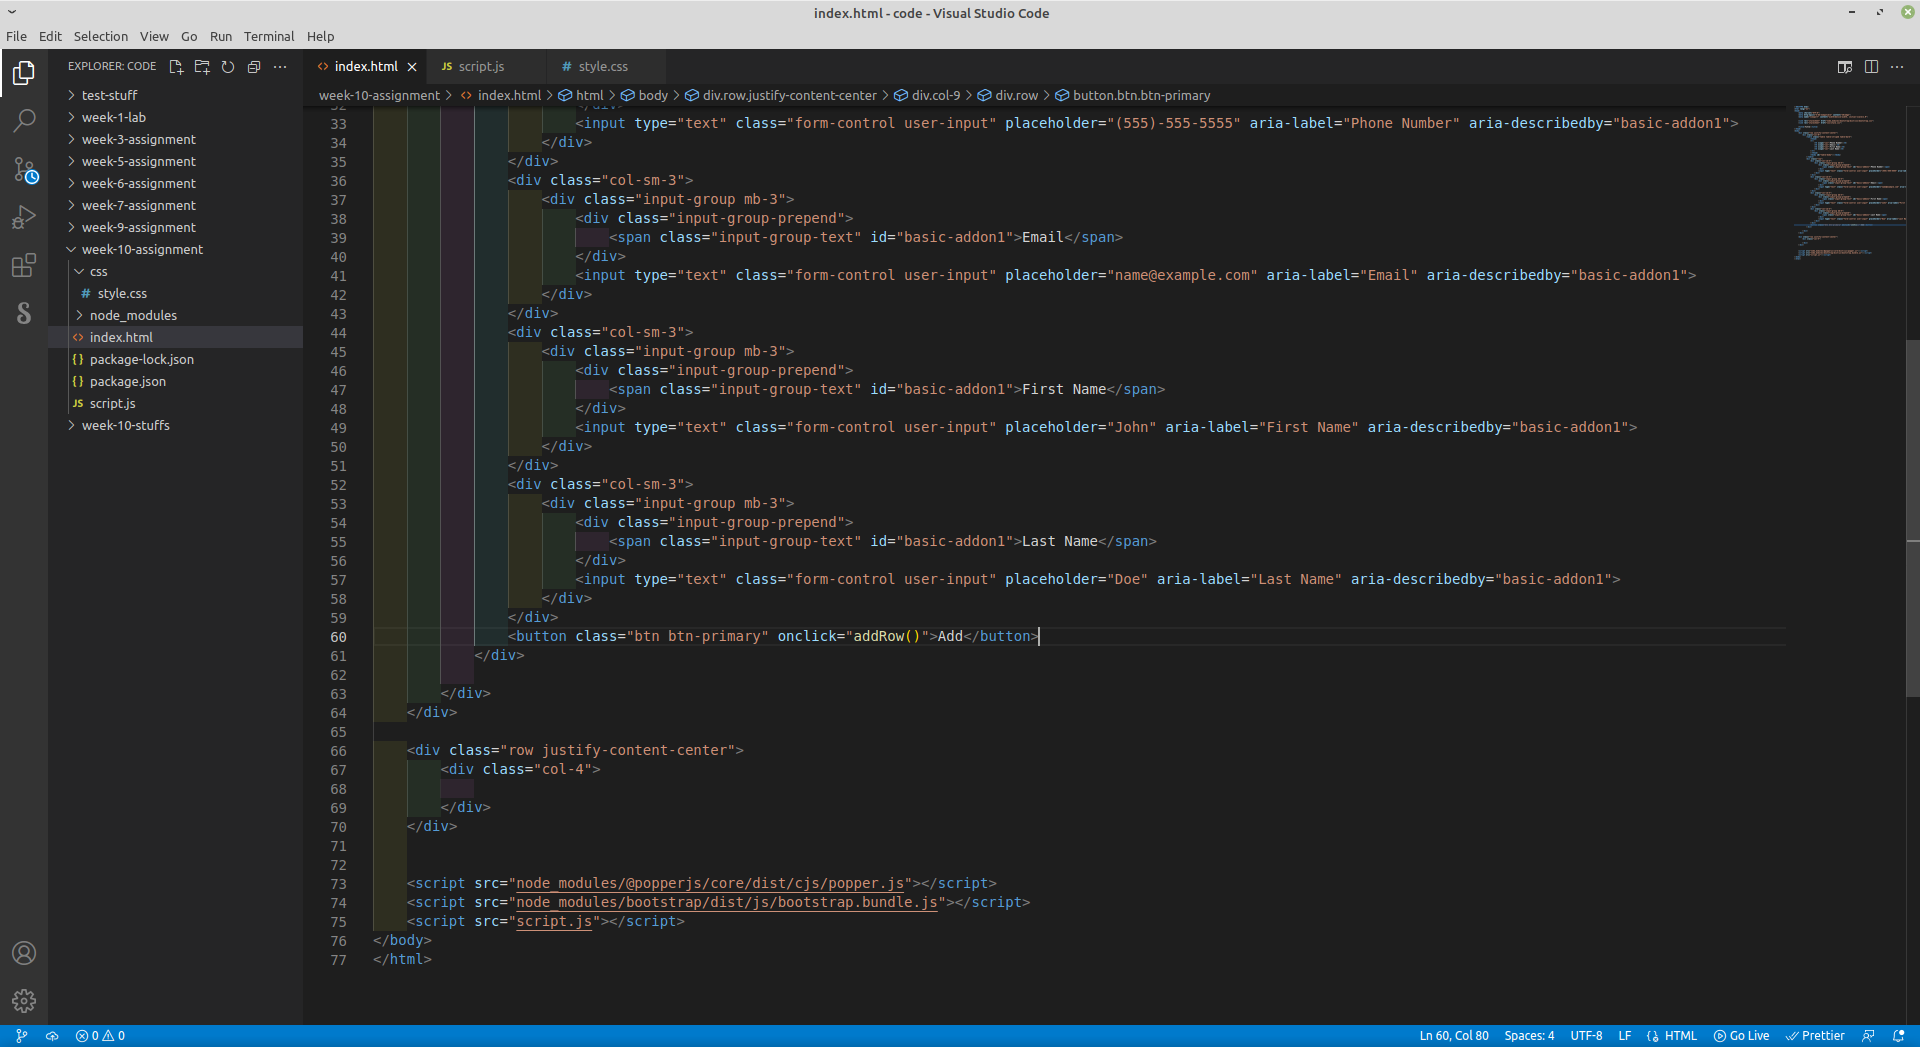 index.html - code - Visual Studio Code
File Edit Selection View Go Run Terminal Help
EXPLORER: CODE
index.html
JS script.js
# style.css
week-10-assignment > index.html > html > body > div.row.justify-content-center > div.col-9 > div.row > button.btn.btn-primary
test-stuff
week-1-lab
week-3-assignment
week-5-assignment
week-6-assignment
week-7-assignment
week-9-assignment
week-10-assignment
css
# style.css
node_modules
index.html
{} package-lock.json
{} package.json
JS script.js
week-10-stuffs
32 </div>
33 <input type="text" class="form-control user-input" placeholder="(555)-555-5555" aria-label="Phone Number" aria-describedby="basic-addon1">
34 </div>
35 </div>
36 <div class="col-sm-3">
37 <div class="input-group mb-3">
38 <div class="input-group-prepend">
39 <span class="input-group-text" id="basic-addon1">Email</span>
40 </div>
41 <input type="text" class="form-control user-input" placeholder="name@example.com" aria-label="Email" aria-describedby="basic-addon1">
42 </div>
43 </div>
44 <div class="col-sm-3">
45 <div class="input-group mb-3">
46 <div class="input-group-prepend">
47 <span class="input-group-text" id="basic-addon1">First Name</span>
48 </div>
49 <input type="text" class="form-control user-input" placeholder="John" aria-label="First Name" aria-describedby="basic-addon1">
50 </div>
51 </div>
52 <div class="col-sm-3">
53 <div class="input-group mb-3">
54 <div class="input-group-prepend">
55 <span class="input-group-text" id="basic-addon1">Last Name</span>
56 </div>
57 <input type="text" class="form-control user-input" placeholder="Doe" aria-label="Last Name" aria-describedby="basic-addon1">
58 </div>
59 </div>
60 <button class="btn btn-primary" onclick="addRow()">Add</button>
61 </div>
62
63 </div>
64 </div>
65
66 <div class="row justify-content-center">
67 <div class="col-4">
68
69 </div>
70 </div>
71
72
73 <script src="node_modules/@popperjs/core/dist/cjs/popper.js"></script>
74 <script src="node_modules/bootstrap/dist/js/bootstrap.bundle.js"></script>
75 <script src="script.js"></script>
76 </body>
77 </html>
0 0
Ln 60, Col 80 Spaces: 4 UTF-8 LF {} HTML Go Live Prettier